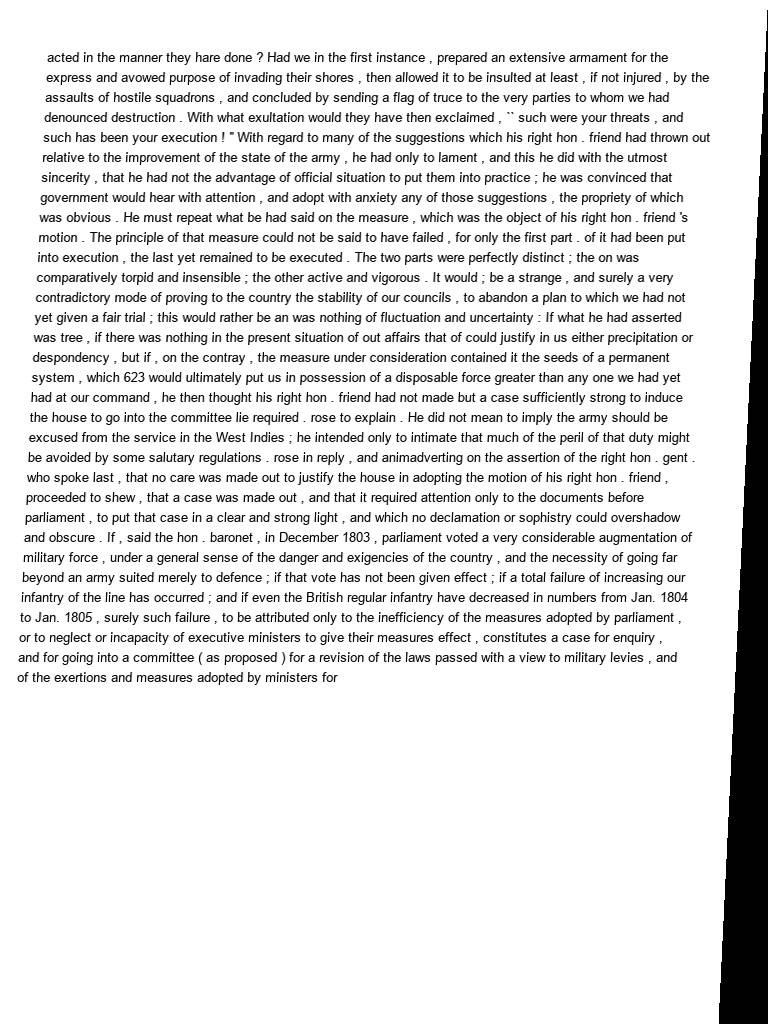 acted in the manner they hare done ? Had we in the first instance , prepared an extensive armament for the
express and avowed purpose of invading their shores , then allowed it to be insulted at least , if not injured , by the
assaults of hostile squadrons , and concluded by sending a flag of truce to the very parties to whom we had
denounced destruction . With what exultation would they have then exclaimed , `` such were your threats , and
such has been your execution ! '' With regard to many of the suggestions which his right hon . friend had thrown out
relative to the improvement of the state of the army , he had only to lament , and this he did with the utmost
sincerity , that he had not the advantage of official situation to put them into practice ; he was convinced that
government would hear with attention , and adopt with anxiety any of those suggestions , the propriety of which
was obvious . He must repeat what be had said on the measure , which was the object of his right hon . friend 's
motion . The principle of that measure could not be said to have failed , for only the first part . of it had been put
into execution , the last yet remained to be executed . The two parts were perfectly distinct ; the on was
comparatively torpid and insensible ; the other active and vigorous . It would ; be a strange , and surely a very
contradictory mode of proving to the country the stability of our councils , to abandon a plan to which we had not
yet given a fair trial ; this would rather be an was nothing of fluctuation and uncertainty : If what he had asserted
was tree , if there was nothing in the present situation of out affairs that of could justify in us either precipitation or
despondency , but if , on the contray , the measure under consideration contained it the seeds of a permanent
system , which 623 would ultimately put us in possession of a disposable force greater than any one we had yet
had at our command , he then thought his right hon . friend had not made but a case sufficiently strong to induce
the house to go into the committee lie required . rose to explain . He did not mean to imply the army should be
excused from the service in the West Indies ; he intended only to intimate that much of the peril of that duty might
be avoided by some salutary regulations . rose in reply , and animadverting on the assertion of the right hon . gent .
who spoke last , that no care was made out to justify the house in adopting the motion of his right hon . friend ,
proceeded to shew , that a case was made out , and that it required attention only to the documents before
parliament , to put that case in a clear and strong light , and which no declamation or sophistry could overshadow
and obscure . If , said the hon . baronet , in December 1803 , parliament voted a very considerable augmentation of
military force , under a general sense of the danger and exigencies of the country , and the necessity of going far
beyond an army suited merely to defence ; if that vote has not been given effect ; if a total failure of increasing our
infantry of the line has occurred ; and if even the British regular infantry have decreased in numbers from Jan. 1804
to Jan. 1805 , surely such failure , to be attributed only to the inefficiency of the measures adopted by parliament ,
or to neglect or incapacity of executive ministers to give their measures effect , constitutes a case for enquiry ,
and for going into a committee ( as proposed ) for a revision of the laws passed with a view to military levies , and
of the exertions and measures adopted by ministers for